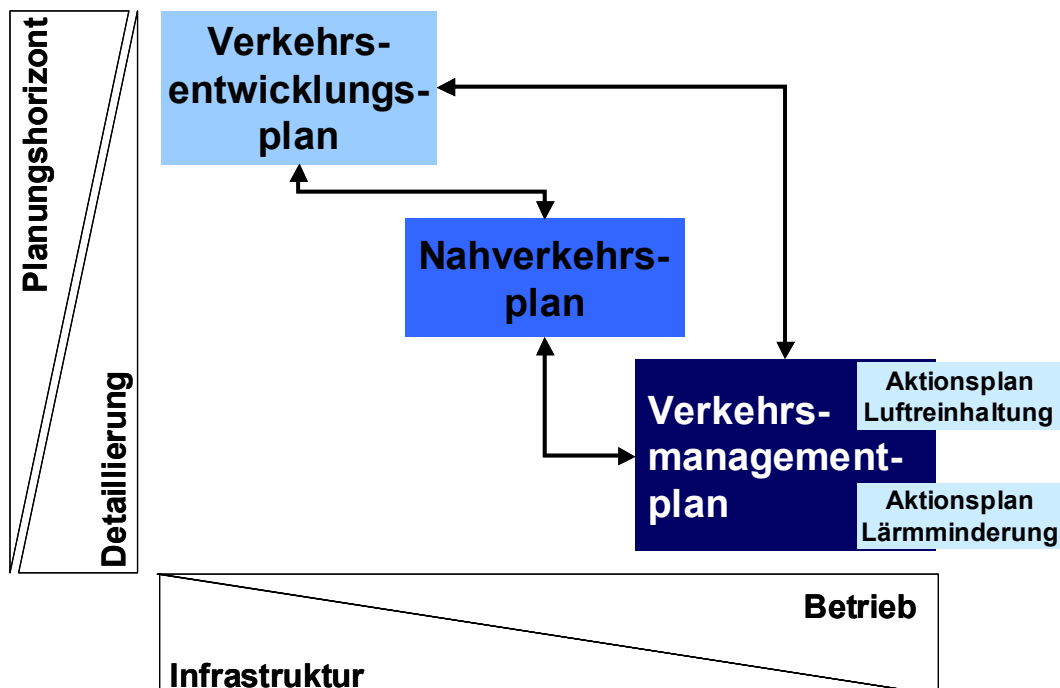 Planungshorizont
Detaillierung
Verkehrs-
entwicklungs-
plan
Nahverkehrs-
plan
Verkehrs-
management-
plan
Aktionsplan
Luftreinhaltung
Aktionsplan
Lärmminderung
Betrieb
Infrastruktur